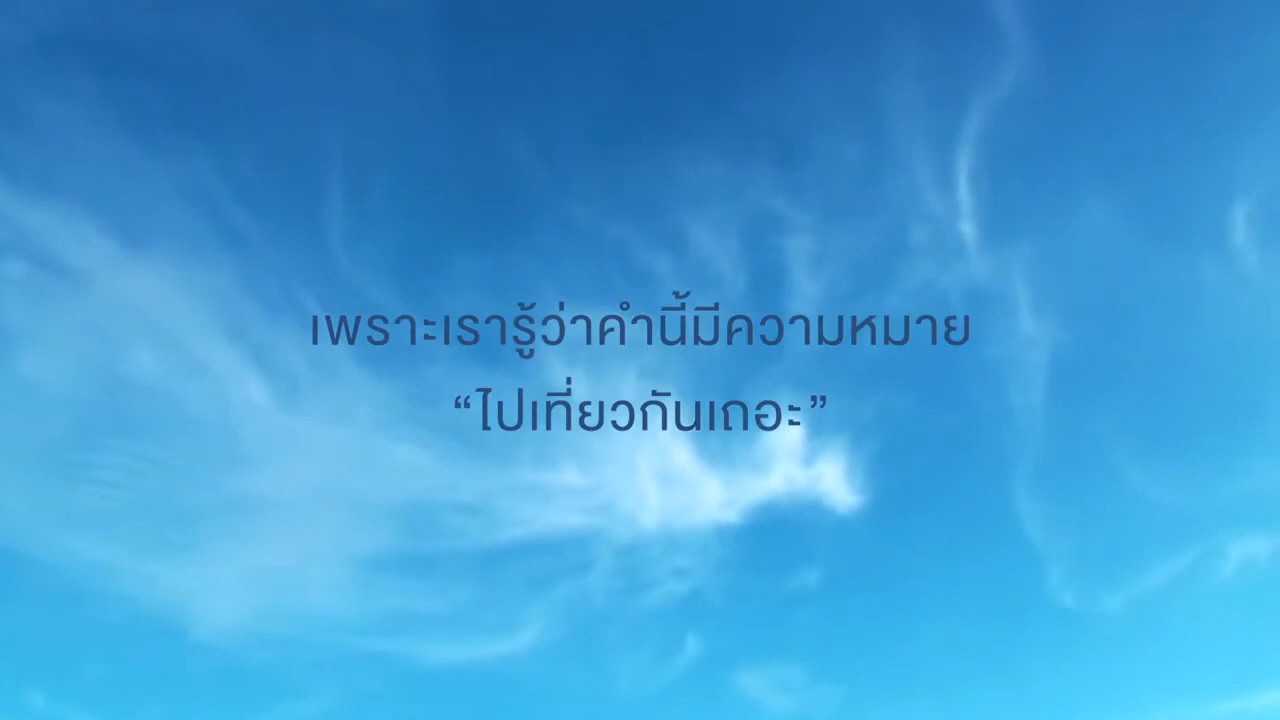 เพราะเรารู้ว่าคำนี้มีความหมาย
“ไปเที่ยวกันเถอะ”